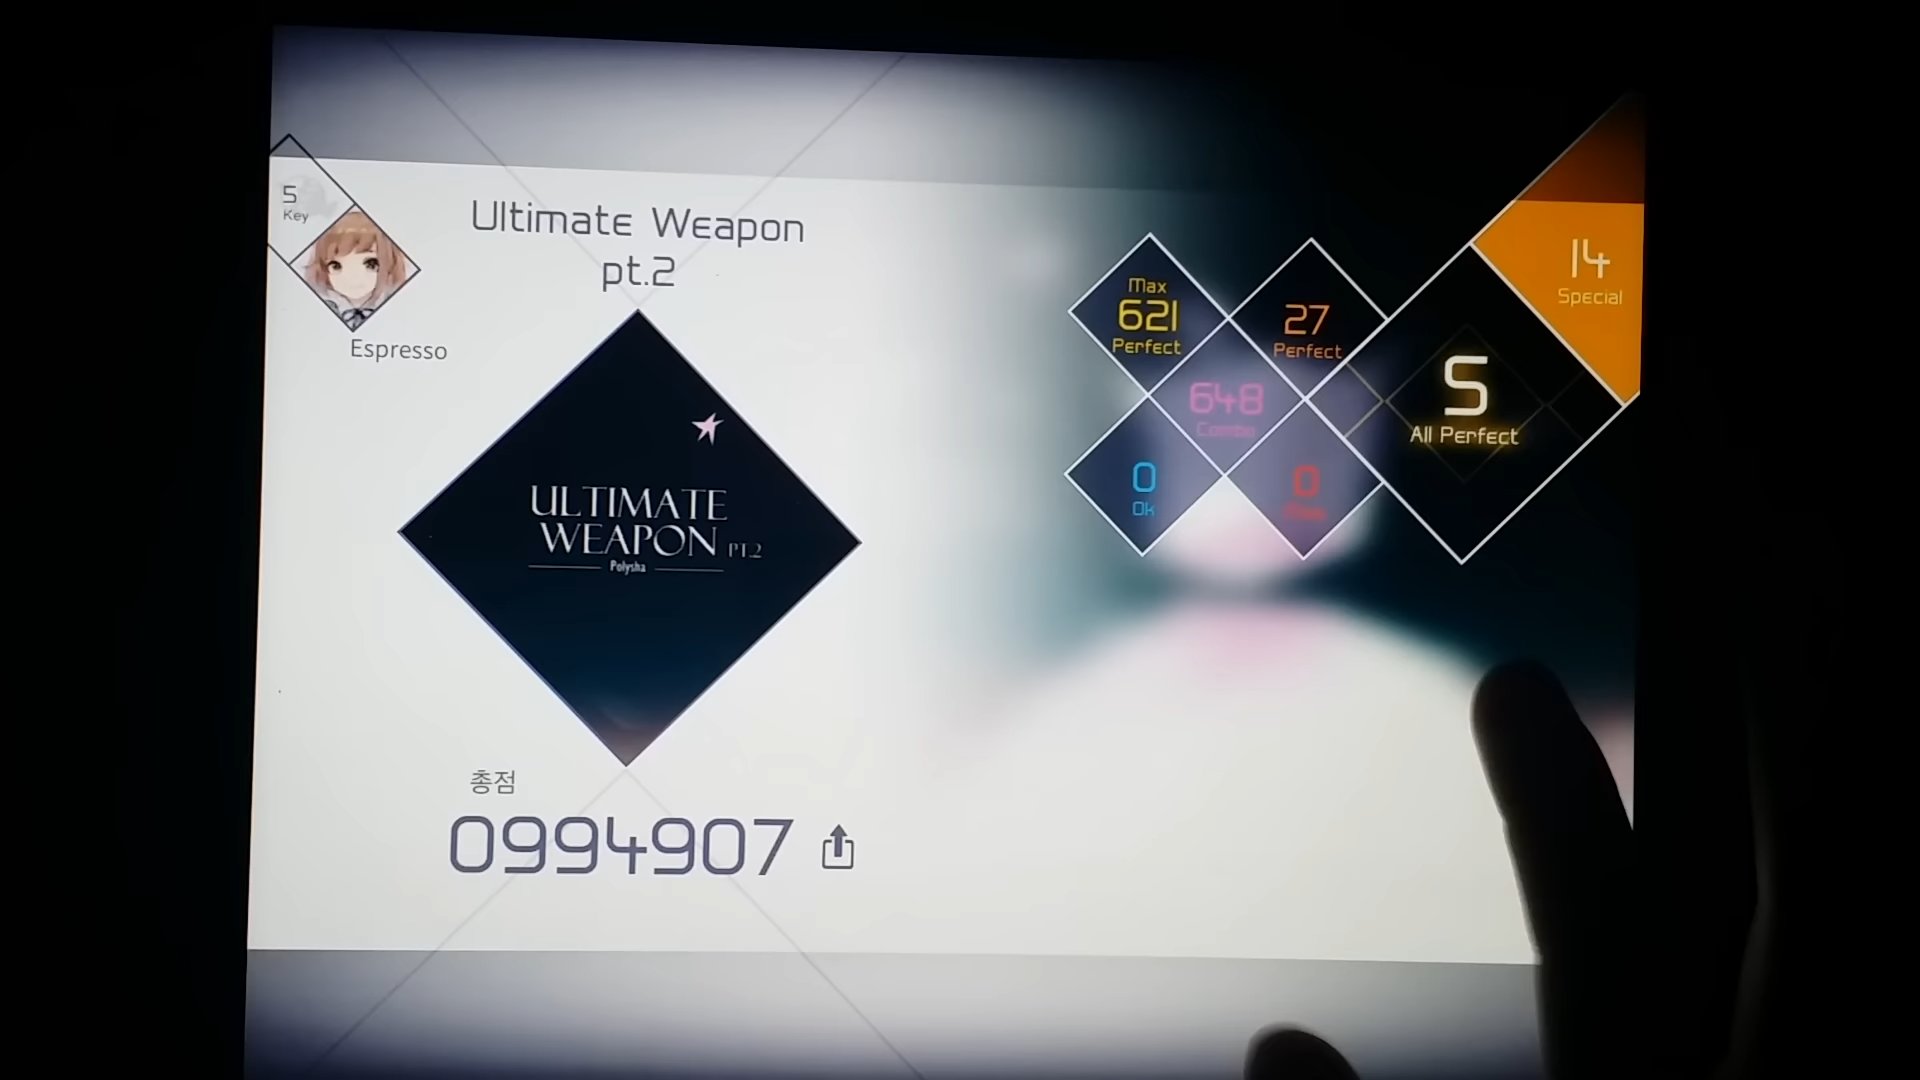 5
Key
Espresso
Ultimate Weapon
pt.2
ULTIMATE
WEAPON PT.2
Polysha
총점
0994907
Max
621
Perfect
27
Perfect
648
Combo
0
Ok
0
S
All Perfect
14
Special